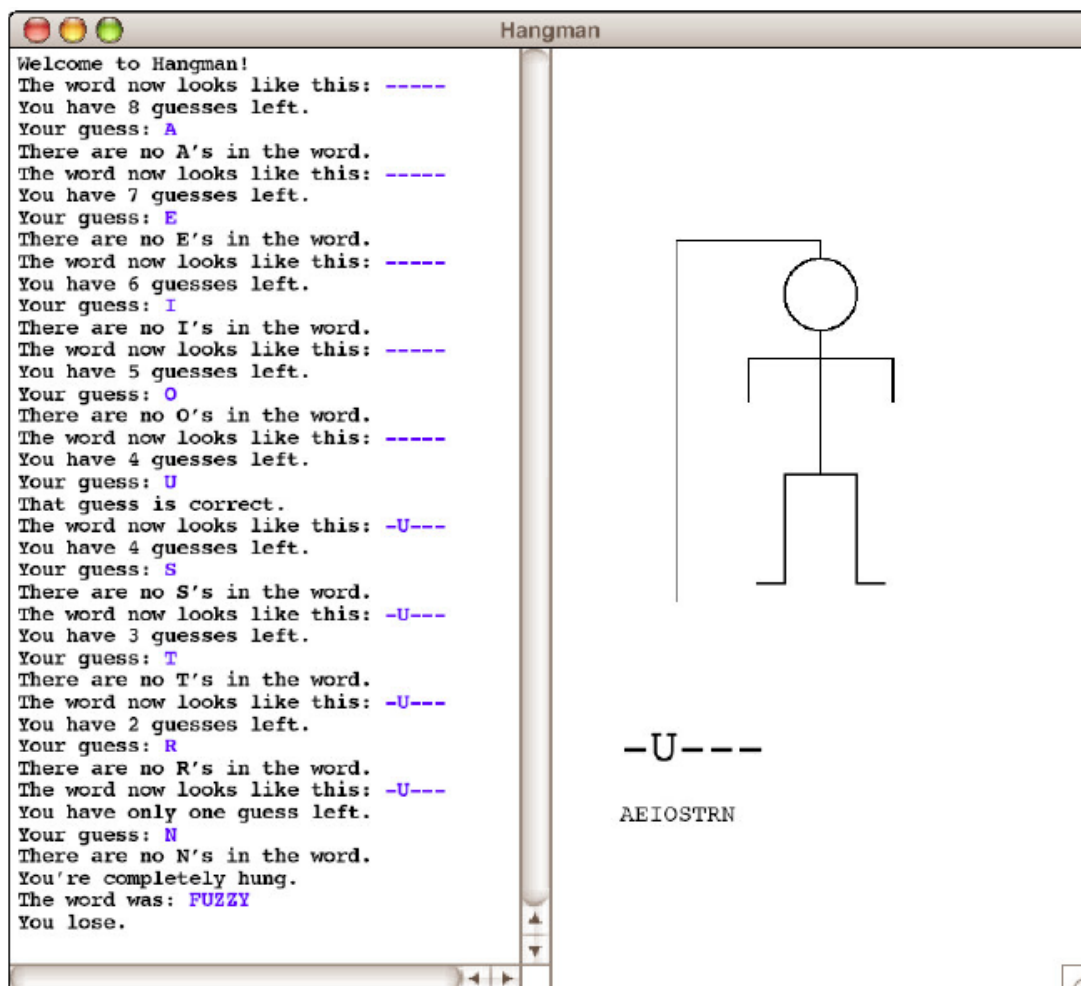 Hangman
Welcome to Hangman!
The word now looks like this: -----
You have 8 guesses left.
Your guess: A
There are no A's in the word.
The word now looks like this: -----
You have 7 guesses left.
Your guess: E
There are no E's in the word.
The word now looks like this: -----
You have 6 guesses left.
Your guess: I
There are no I's in the word.
The word now looks like this: -----
You have 5 guesses left.
Your guess: O
There are no O's in the word.
The word now looks like this: -----
You have 4 guesses left.
Your guess: U
That guess is correct.
The word now looks like this: -U---
You have 4 guesses left.
Your guess: S
There are no S's in the word.
The word now looks like this: -U---
You have 3 guesses left.
Your guess: T
There are no T's in the word.
The word now looks like this: -U---
You have 2 guesses left.
Your guess: R
There are no R's in the word.
The word now looks like this: -U---
You have only one guess left.
Your guess: N
There are no N's in the word.
You're completely hung.
The word was: FUZZY
You lose.
-U---
AEIOSTRN